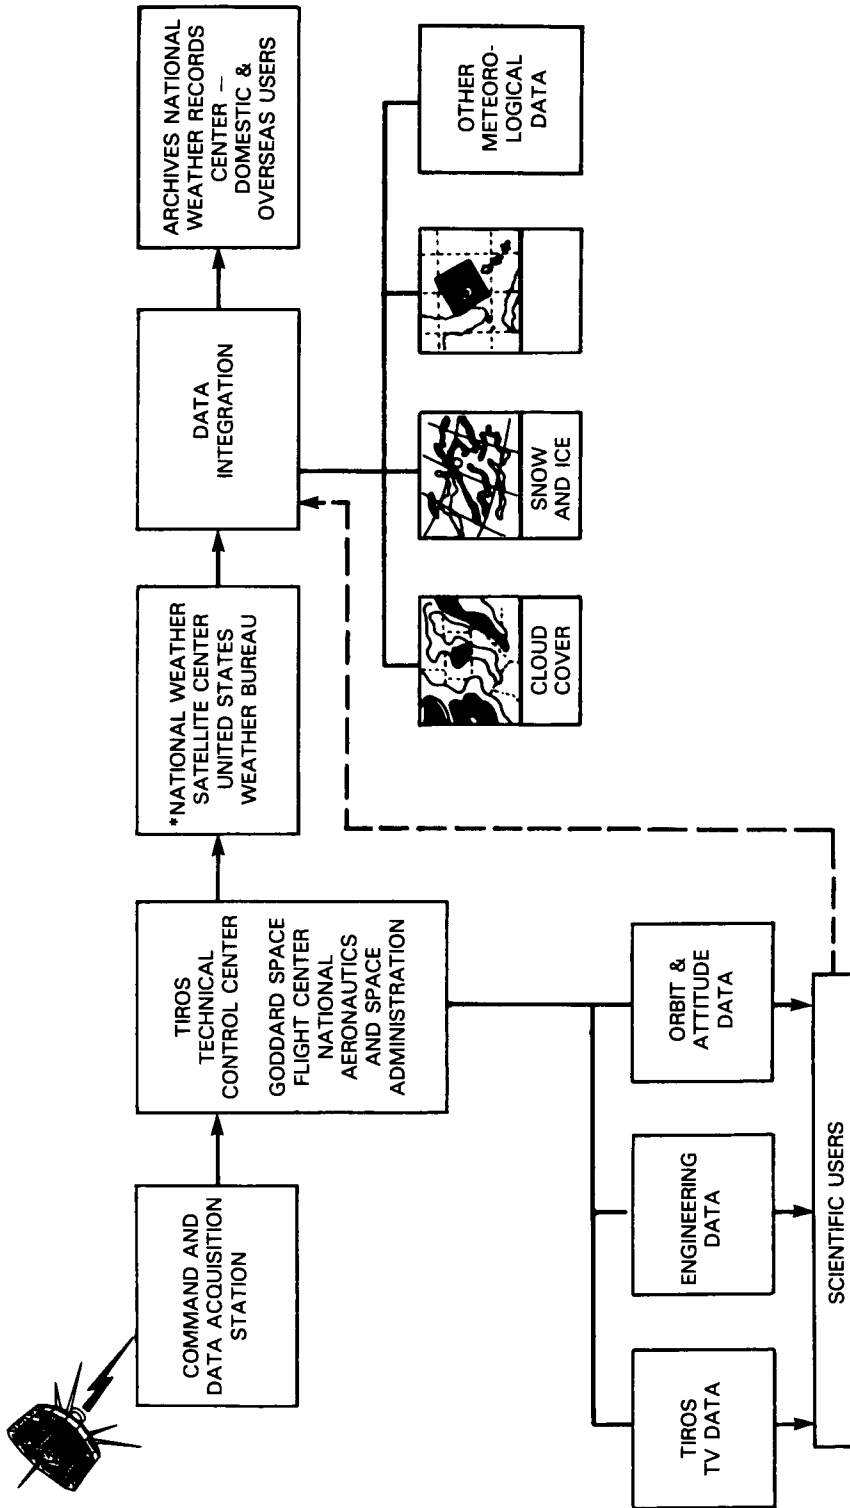 COMMAND AND
DATA ACQUISITION
STATION
TIROS
TECHNICAL
CONTROL CENTER
GODDARD SPACE
FLIGHT CENTER
NATIONAL
AERONAUTICS
AND SPACE
ADMINISTRATION
*NATIONAL WEATHER
SATELLITE CENTER
UNITED STATES
WEATHER BUREAU
DATA
INTEGRATION
ARCHIVES NATIONAL
WEATHER RECORDS
CENTER —
DOMESTIC &
OVERSEAS USERS
CLOUD
COVER
SNOW
AND ICE
OTHER
METEORO-
LOGICAL
DATA
TIROS
TV DATA
ENGINEERING
DATA
ORBIT &
ATTITUDE
DATA
SCIENTIFIC USERS